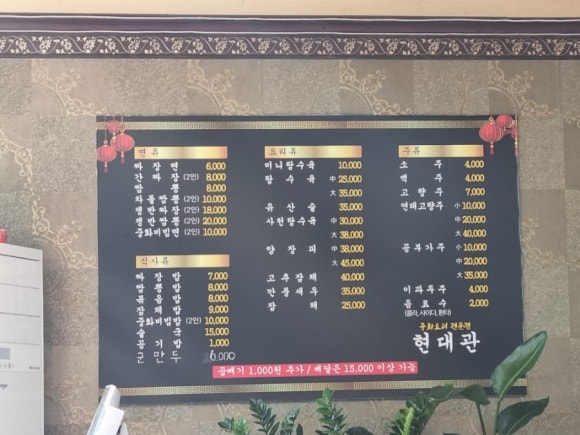 면류
짜장면 6,000
간짜장(2인) 8,000
짬뽕 8,000
차돌짬뽕(2인) 10,000
쟁반짜장(2인) 18,000
쟁반짬뽕(2인) 20,000
중화비빔면(2인) 10,000
식사류
짜장밥 7,000
짬뽕밥 8,000
볶음밥 8,000
잡채밥 9,000
중화비빔밥(2인) 10,000
술국 15,000
공기밥 1,000
군만두 6,000
요리류
미니탕수육 10,000
탕수육 中 25,000
大 35,000
유산슬 35,000
사천탕수육 中 30,000
大 38,000
양장피 中 38,000
大 45,000
고추잡채 40,000
깐풍새우 35,000
잡채 25,000
주류
소주 4,000
맥주 4,000
고량주 7,000
연태고량주 小 10,000
中 20,000
大 40,000
공부가주 小 10,000
中 20,000
大 35,000
이과두주 4,000
음료수 2,000
(콜라, 사이다, 환타)
중화요리 전문점
현대관
곱빼기 1,000원 추가 / 배달은 15,000 이상 가능